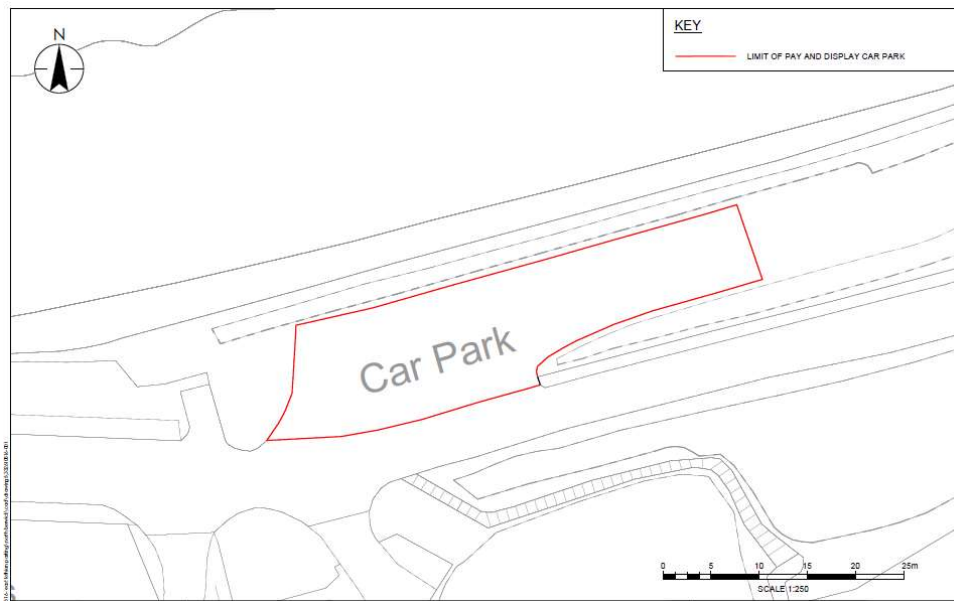 N
KEY
LIMIT OF PAY AND DISPLAY CAR PARK
Car Park
0 5 10 15 20 25m
SCALE 1:250